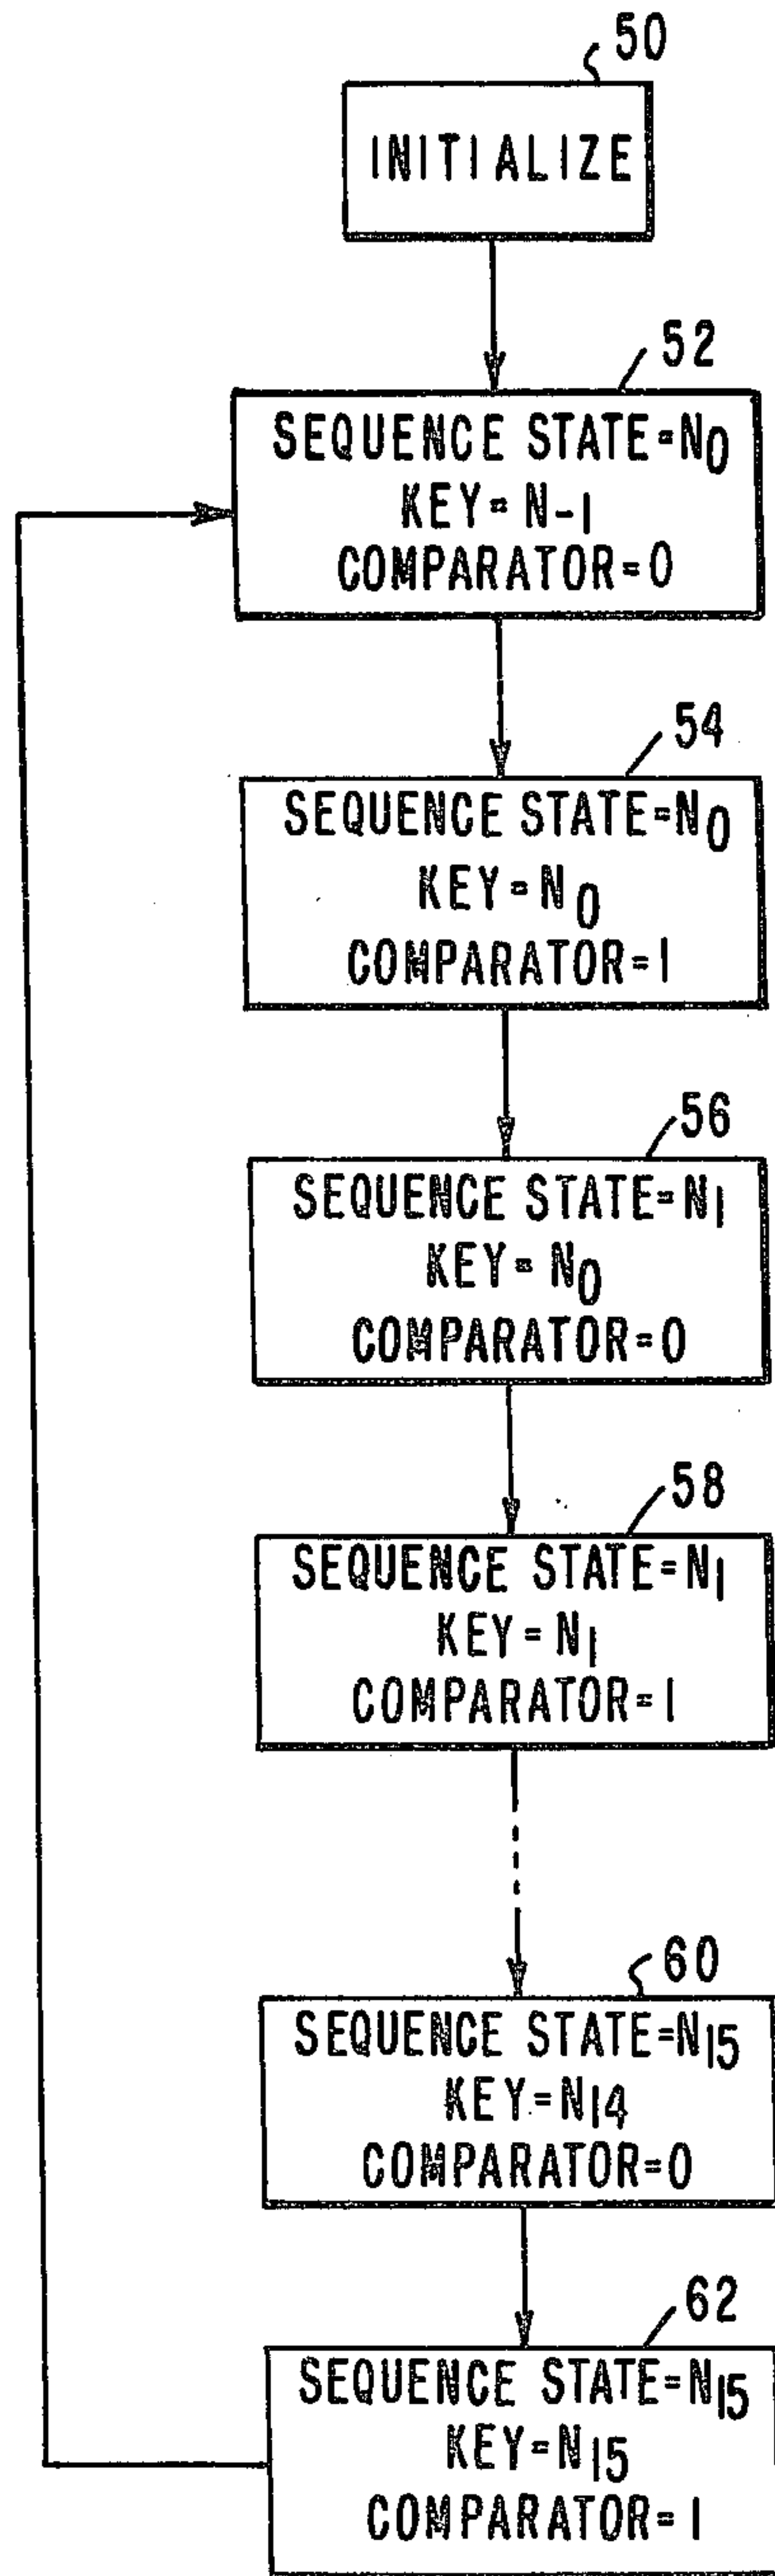 50
INITIALIZE
52
SEQUENCE STATE=N0
KEY=N-1
COMPARATOR=0
54
SEQUENCE STATE=N0
KEY=N0
COMPARATOR=1
56
SEQUENCE STATE=N1
KEY=N0
COMPARATOR=0
58
SEQUENCE STATE=N1
KEY=N1
COMPARATOR=1
60
SEQUENCE STATE=N15
KEY=N14
COMPARATOR=0
62
SEQUENCE STATE=N15
KEY=N15
COMPARATOR=1